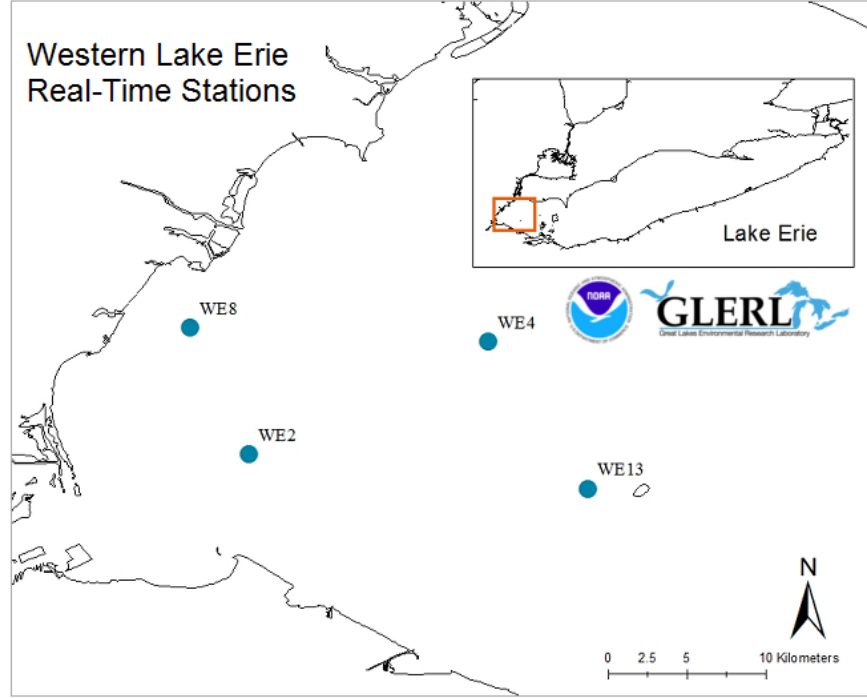 Western Lake Erie
Real-Time Stations
Lake Erie
NOAA
GLERL
Great Lakes Environmental Research Laboratory
WE8
WE4
WE2
WE13
N
0 2.5 5 10 Kilometers